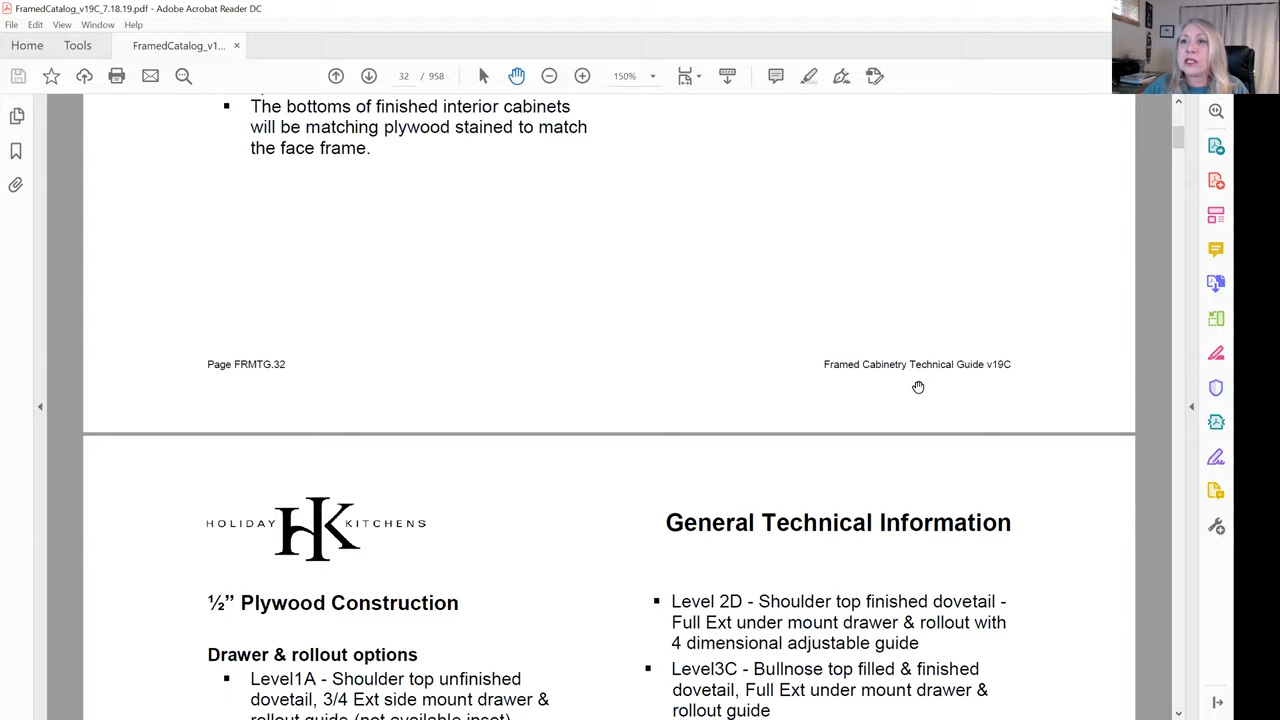 FramedCatalog_v19C_7.18.19.pdf - Adobe Acrobat Reader DC
File Edit View Window Help
Home Tools FramedCatalog_v1... ×
32 / 958 150%
▪ The bottoms of finished interior cabinets
will be matching plywood stained to match
the face frame.
Page FRMTG.32 Framed Cabinetry Technical Guide v19C
HOLIDAY HK KITCHENS
General Technical Information
½” Plywood Construction
Drawer & rollout options
▪ Level1A - Shoulder top unfinished
dovetail, 3/4 Ext side mount drawer &
rollout guide (not available inset)
▪ Level 2D - Shoulder top finished dovetail -
Full Ext under mount drawer & rollout with
4 dimensional adjustable guide
▪ Level3C - Bullnose top filled & finished
dovetail, Full Ext under mount drawer &
rollout guide